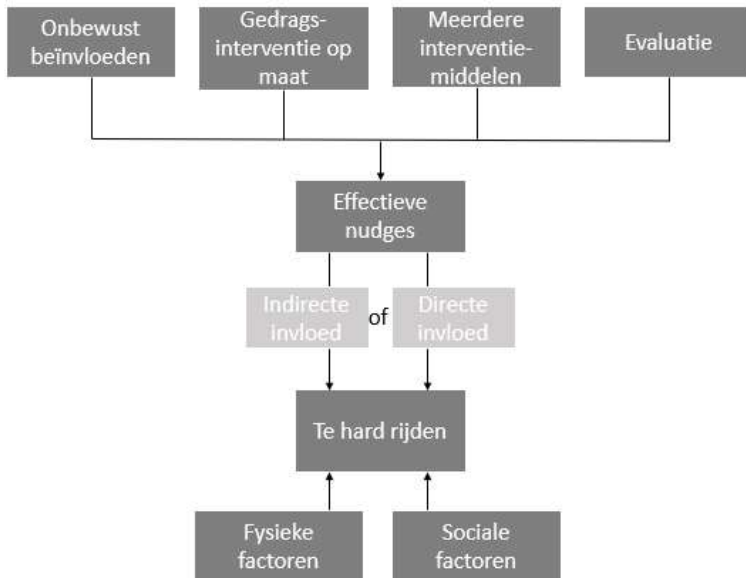 Onbewust
beïnvloeden
Gedrags-
interventie op
maat
Meerdere
interventie-
middelen
Evaluatie
Effectieve
nudges
Indirecte
invloed
of
Directe
invloed
Te hard rijden
Fysieke
factoren
Sociale
factoren